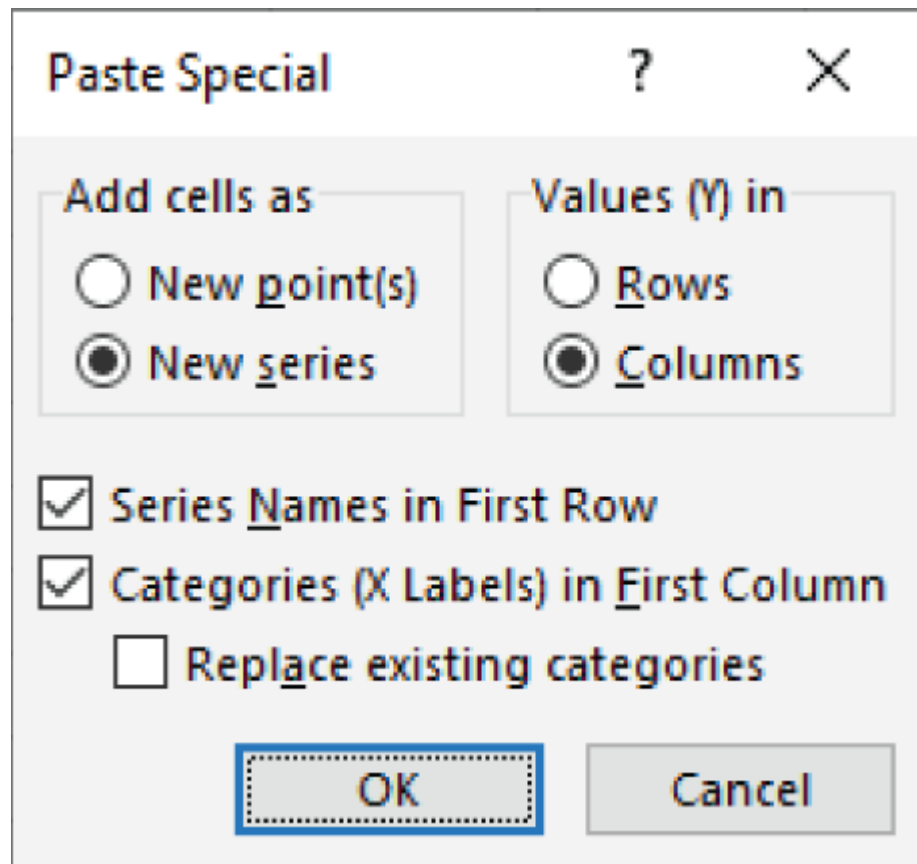 Paste Special ?
Add cells as
New point(s)
New series
Values (Y) in
Rows
Columns
Series Names in First Row
Categories (X Labels) in First Column
Replace existing categories
OK Cancel